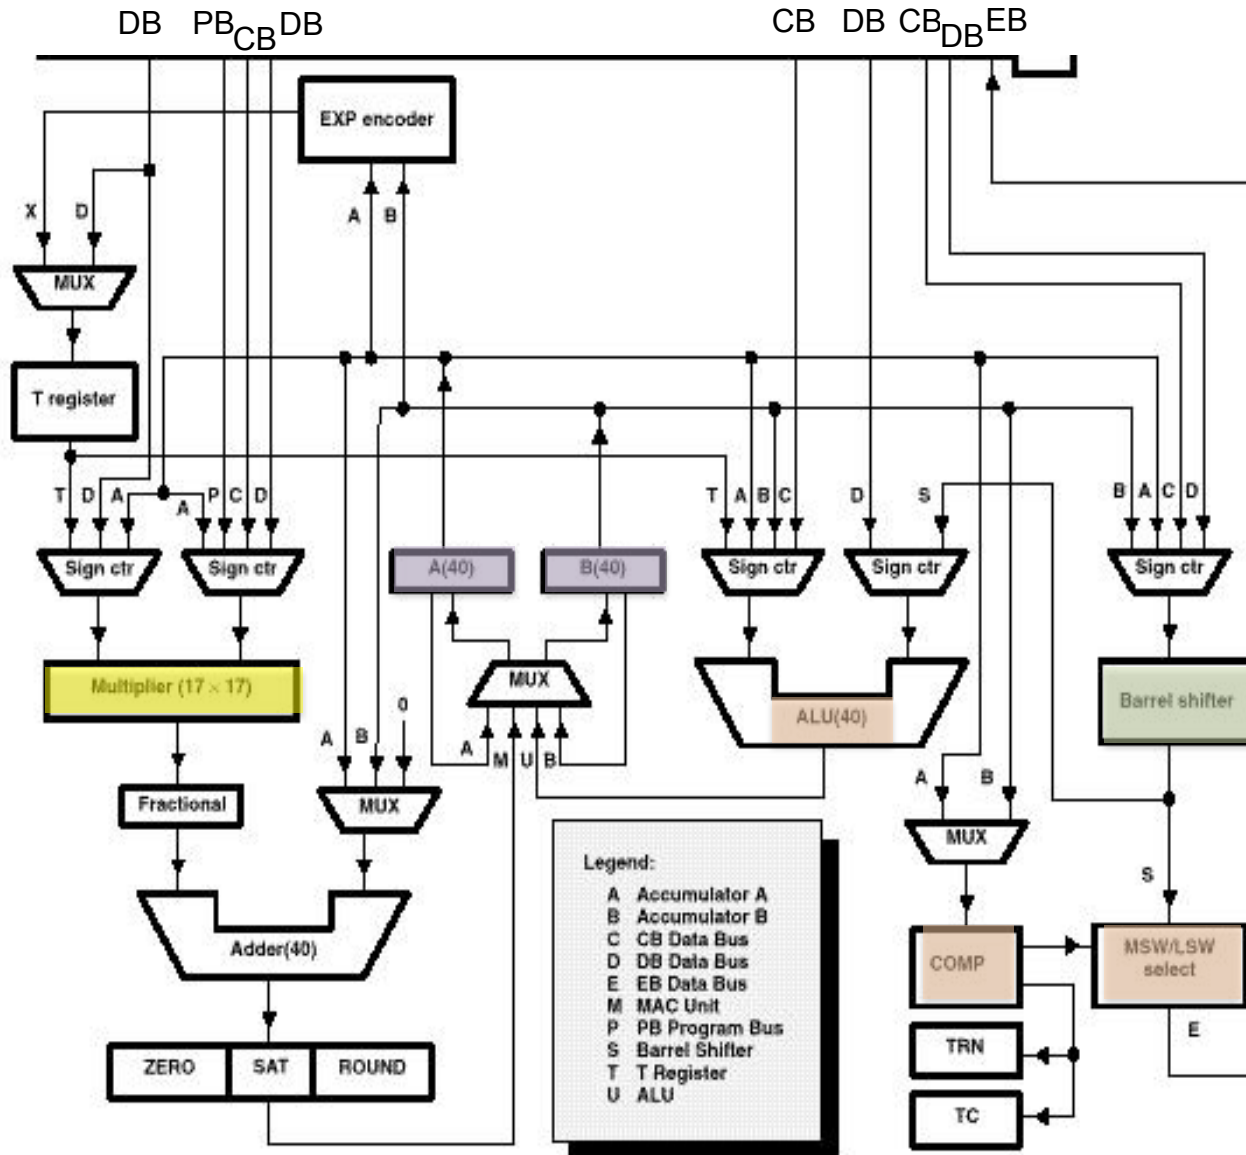 DB PB CB DB CB DB CB DB EB
EXP encoder
X D A B
MUX
T register
T D A A P C D T A B C D S B A C D
Sign ctr Sign ctr A(40) B(40) Sign ctr Sign ctr Sign ctr
Multiplier (17 × 17) MUX ALU(40) Barrel shifter
0
A B A M U B
A B
Fractional MUX
MUX
Legend:
A Accumulator A
B Accumulator B
C CB Data Bus
D DB Data Bus
E EB Data Bus
M MAC Unit
P PB Program Bus
S Barrel Shifter
T T Register
U ALU
S
Adder(40)
COMP MSW/LSW
select
E
ZERO SAT ROUND
TRN
TC